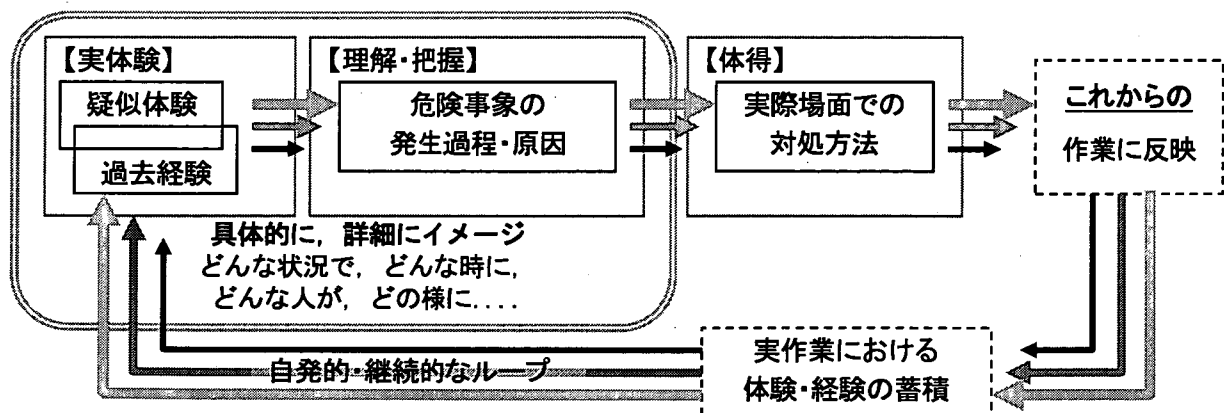 【実体験】
疑似体験
過去経験
【理解・把握】
危険事象の
発生過程・原因
【体得】
実際場面での
対処方法
これからの
作業に反映
具体的に，詳細にイメージ
どんな状況で，どんな時に，
どんな人が，どの様に....
自発的・継続的なループ
実作業における
体験・経験の蓄積